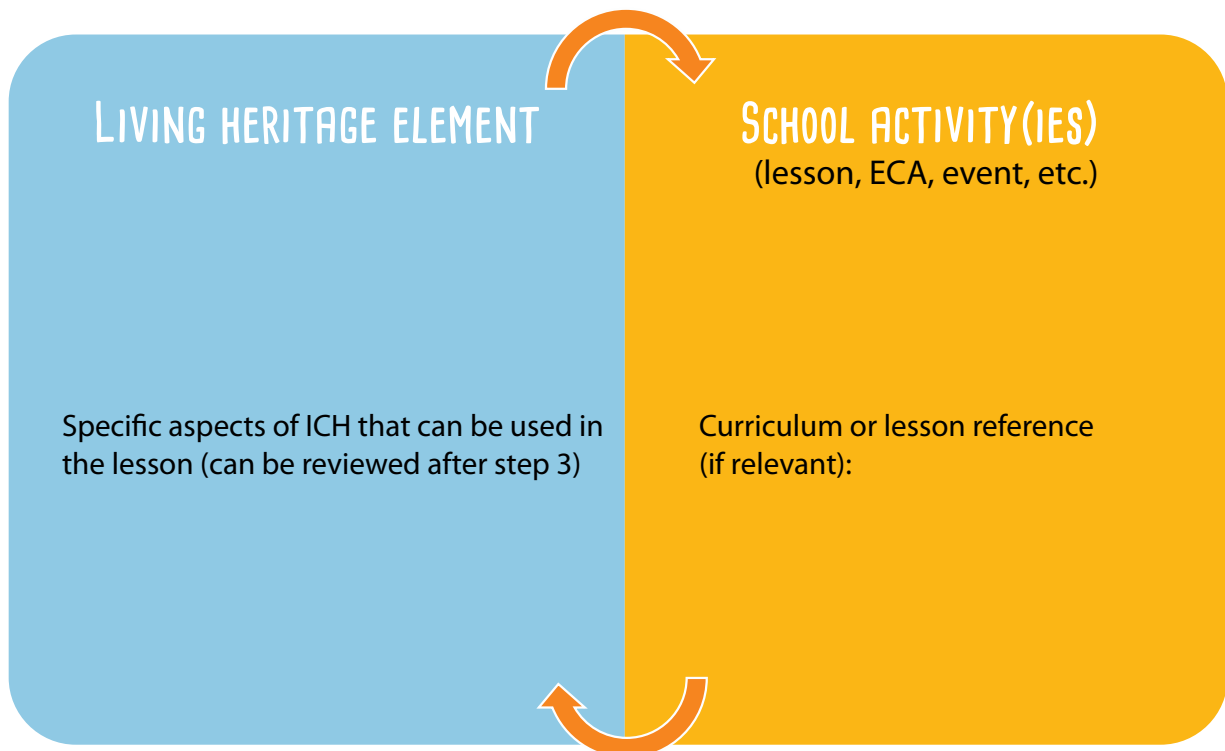 LIVING HERITAGE ELEMENT
Specific aspects of ICH that can be used in
the lesson (can be reviewed after step 3)
SCHOOL ACTIVITY(IES)
(lesson, ECA, event, etc.)
Curriculum or lesson reference
(if relevant):